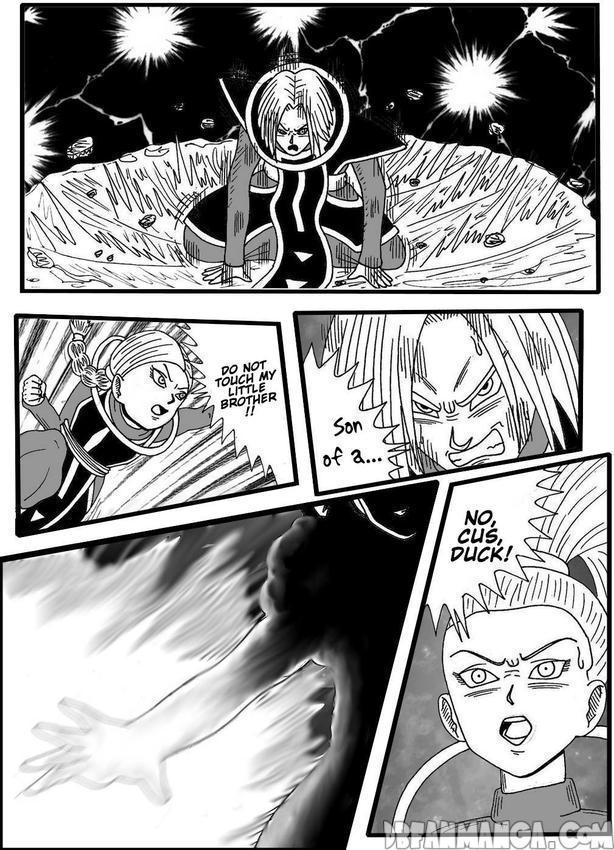 DO NOT
TOUCH MY
LITTLE
BROTHER
!!
Son
of a...
NO,
CUS,
DUCK!
DBFANMANGA.COM